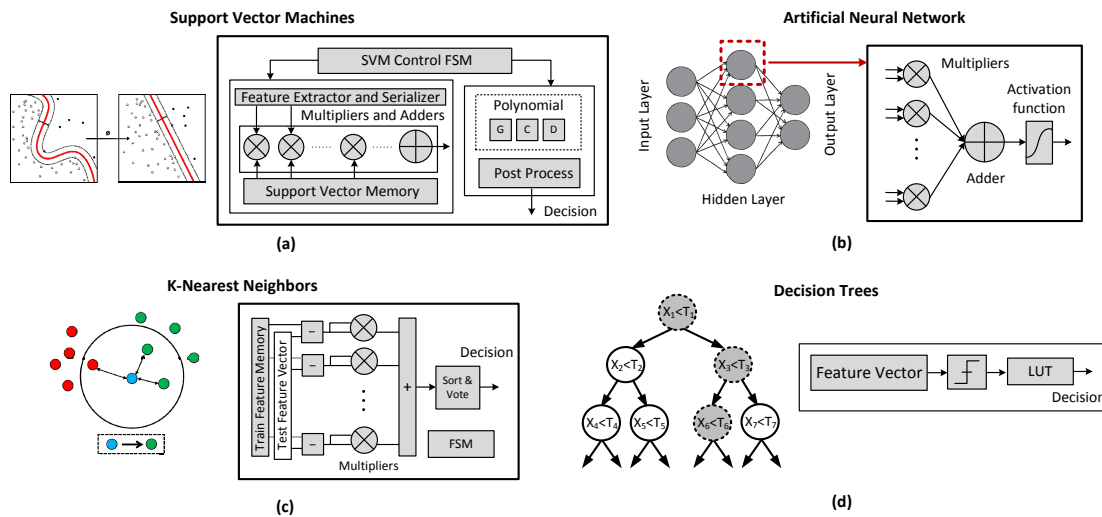 Support Vector Machines
SVM Control FSM
Feature Extractor and Serializer
Multipliers and Adders
Support Vector Memory
Polynomial
G C D
Post Process
Decision
ø
(a)
Artificial Neural Network
Input Layer
Hidden Layer
Output Layer
Multipliers
Activation
function
Adder
(b)
K-Nearest Neighbors
Train Feature Memory
Test Feature Vector
Multipliers
Decision
Sort &
Vote
FSM
(c)
Decision Trees
X1<T1
X2<T2
X3<T3
X4<T4
X5<T5
X6<T6
X7<T7
Feature Vector
LUT
Decision
(d)